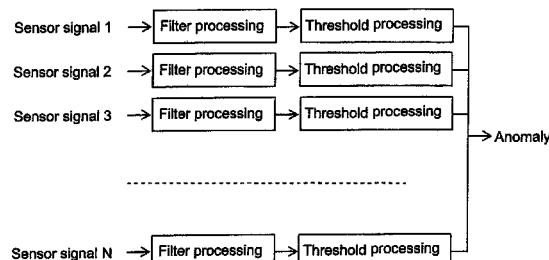 Sensor signal 1 Filter processing Threshold processing
Sensor signal 2 Filter processing Threshold processing
Sensor signal 3 Filter processing Threshold processing
Anomaly
Sensor signal N Filter processing Threshold processing